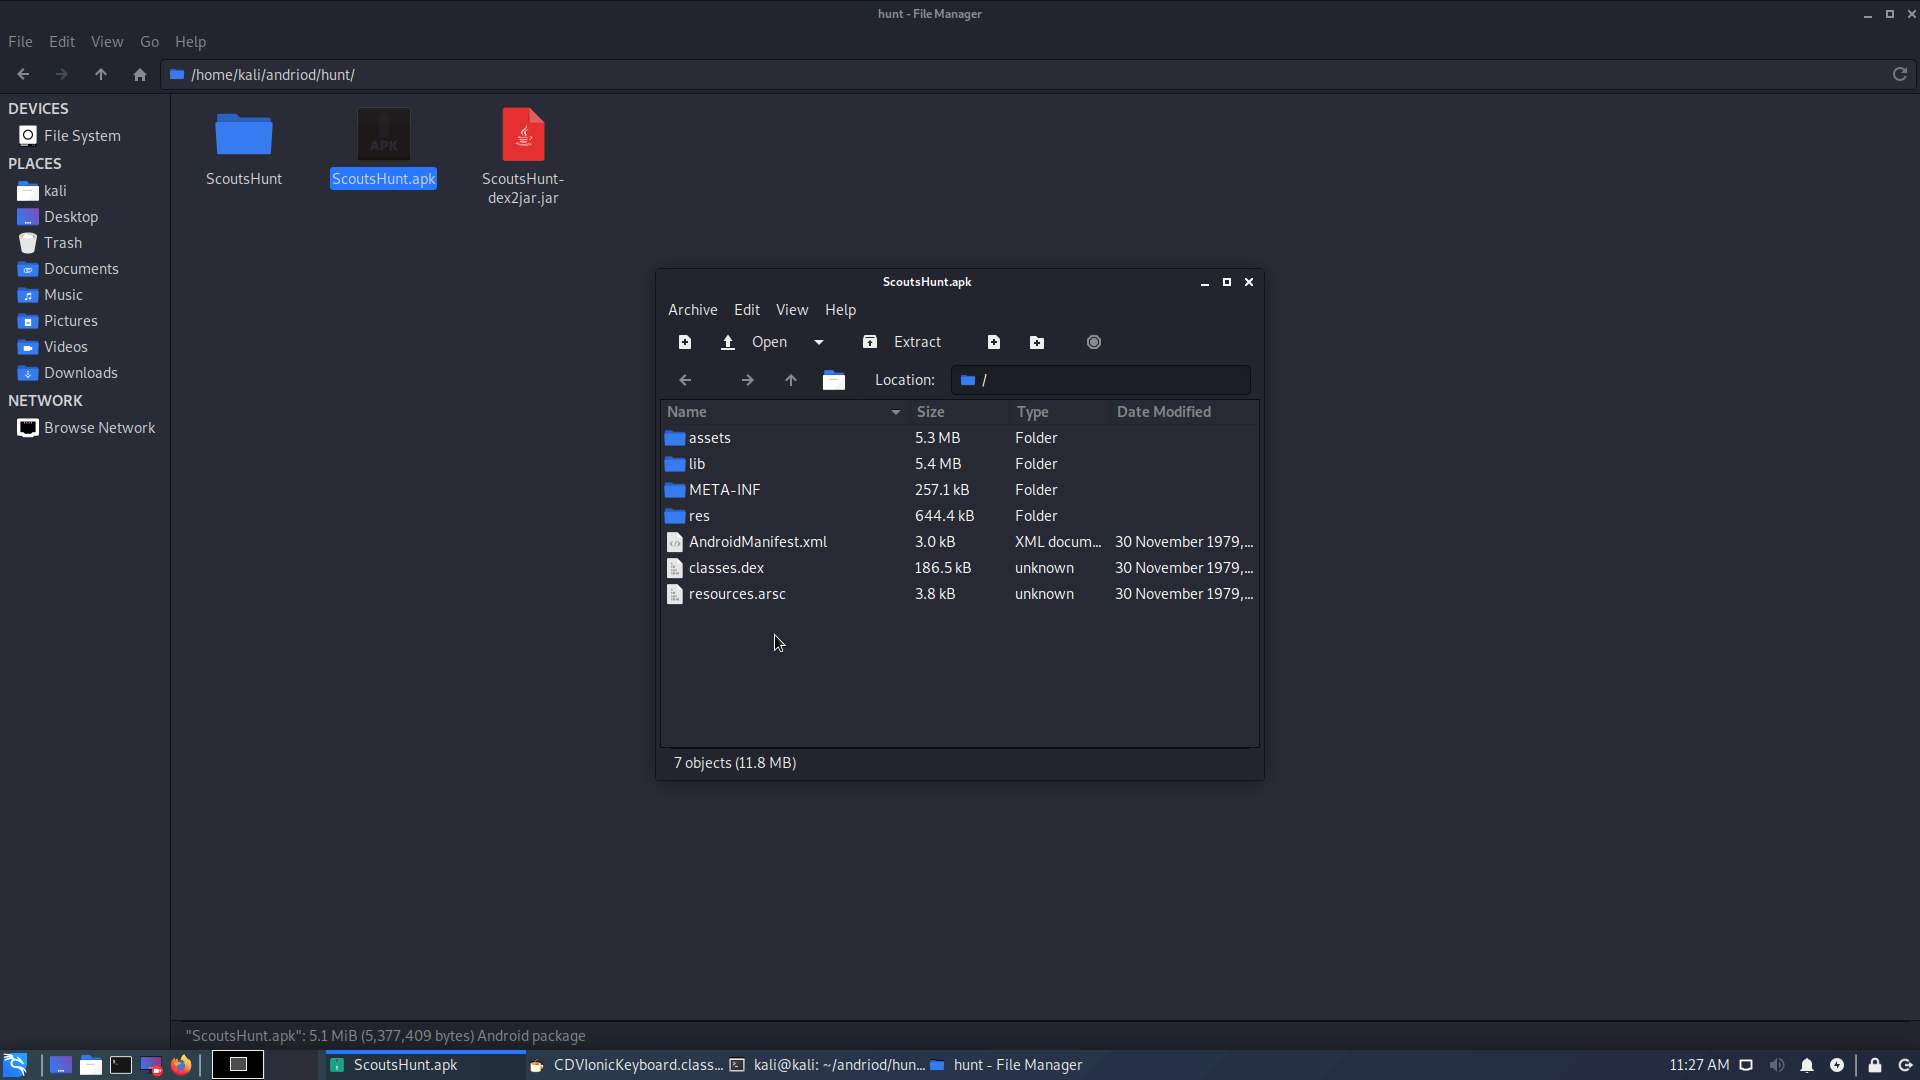 hunt - File Manager
File Edit View Go Help
/home/kali/andriod/hunt/
DEVICES
File System
PLACES
kali
Desktop
Trash
Documents
Music
Pictures
Videos
Downloads
NETWORK
Browse Network
APK
ScoutsHunt
ScoutsHunt.apk
ScoutsHunt-
dex2jar.jar
ScoutsHunt.apk
Archive Edit View Help
Open Extract
Location: /
Name Size Type Date Modified
assets 5.3 MB Folder
lib 5.4 MB Folder
META-INF 257.1 kB Folder
res 644.4 kB Folder
AndroidManifest.xml 3.0 kB XML docum... 30 November 1979,...
classes.dex 186.5 kB unknown 30 November 1979,...
resources.arsc 3.8 kB unknown 30 November 1979,...
7 objects (11.8 MB)
"ScoutsHunt.apk": 5.1 MiB (5,377,409 bytes) Android package
ScoutsHunt.apk CDVIonicKeyboard.class... kali@kali: ~/andriod/hun... hunt - File Manager 11:27 AM